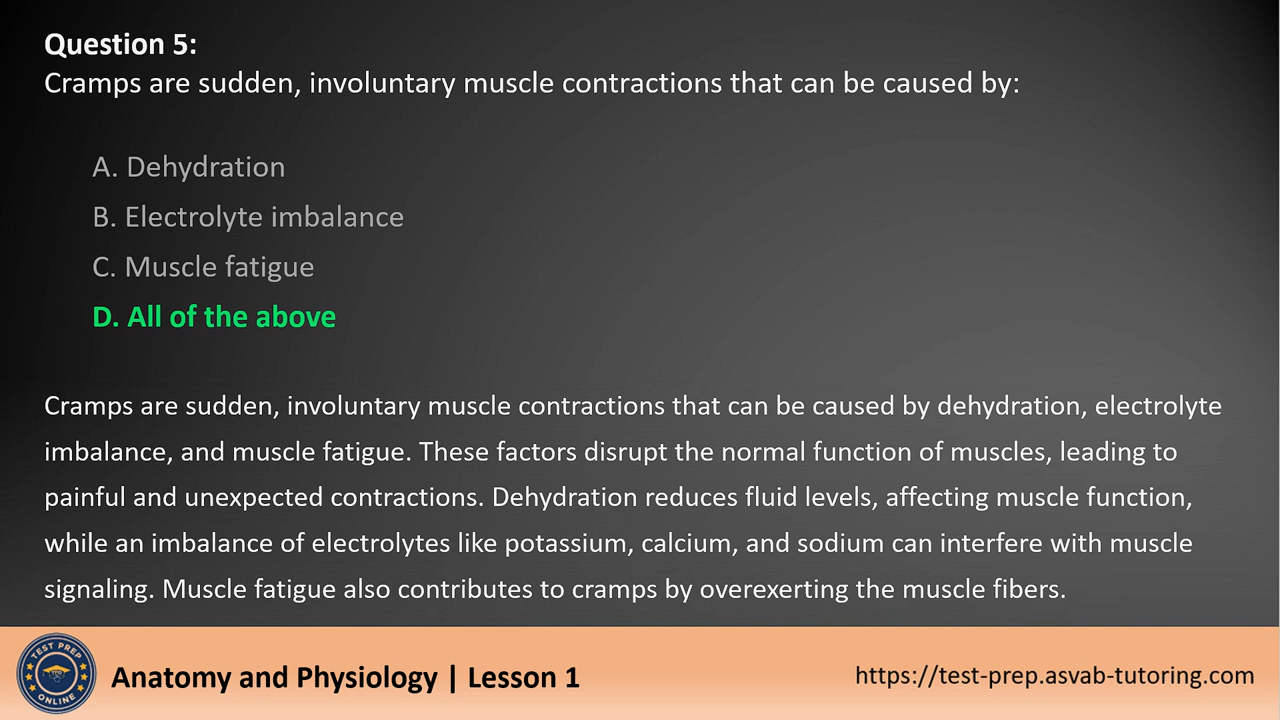 Question 5:
Cramps are sudden, involuntary muscle contractions that can be caused by:
A. Dehydration
B. Electrolyte imbalance
C. Muscle fatigue
D. All of the above
Cramps are sudden, involuntary muscle contractions that can be caused by dehydration, electrolyte
imbalance, and muscle fatigue. These factors disrupt the normal function of muscles, leading to
painful and unexpected contractions. Dehydration reduces fluid levels, affecting muscle function,
while an imbalance of electrolytes like potassium, calcium, and sodium can interfere with muscle
signaling. Muscle fatigue also contributes to cramps by overexerting the muscle fibers.
TEST PREP
ONLINE
Anatomy and Physiology | Lesson 1
https://test-prep.asvab-tutoring.com